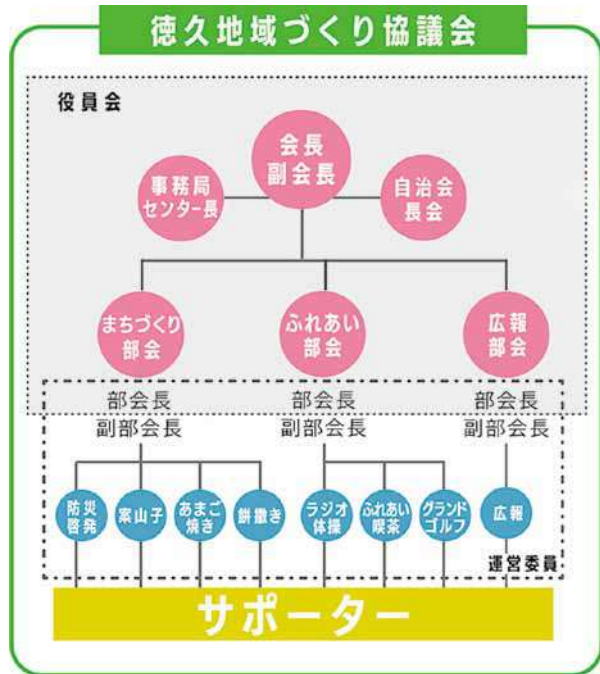 徳久地域づくり協議会
役員会
会長
副会長
事務局
センター長
自治会
長会
まちづくり
部会
ふれあい
部会
広報
部会
部会長
副部会長
部会長
副部会長
部会長
副部会長
防災
啓発
案山子
あまご
焼き
餅撒き
ラジオ
体操
ふれあい
喫茶
グランド
ゴルフ
広報
運営委員
サポーター